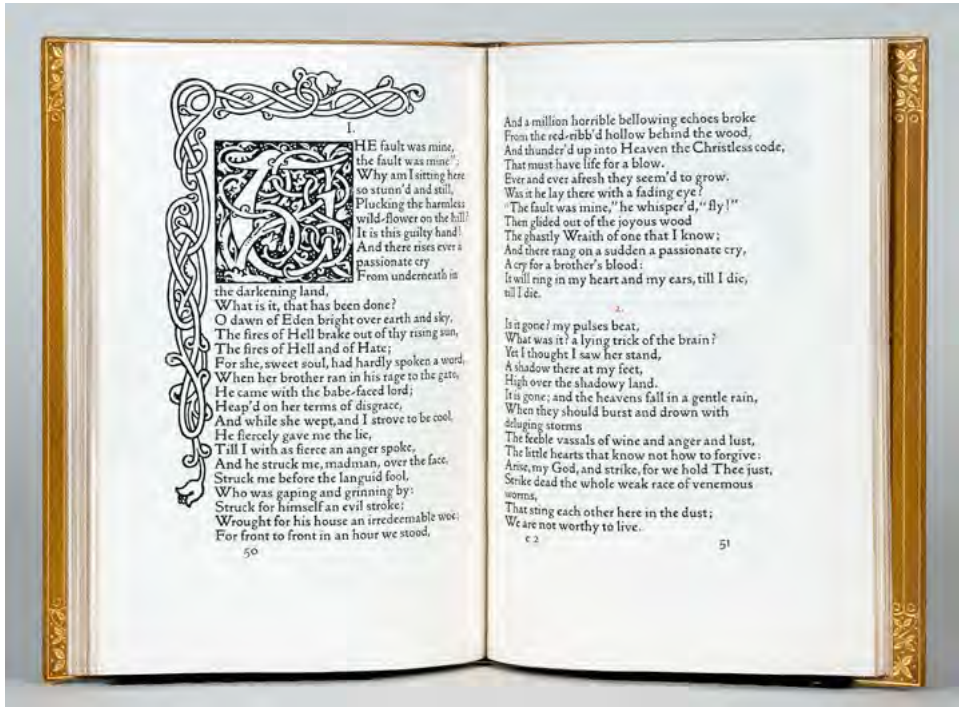 I.
THE fault was mine,
the fault was mine";
Why am I sitting here
so stunn'd and still,
Plucking the harmless
wild-flower on the hill?
It is this guilty hand!
And there rises ever a
passionate cry
From underneath in
the darkening land,
What is it, that has been done?
O dawn of Eden bright over earth and sky,
The fires of Hell brake out of thy rising sun,
The fires of Hell and of Hate;
For she, sweet soul, had hardly spoken a word,
When her brother ran in his rage to the gate,
He came with the babe-faced lord;
Heap'd on her terms of disgrace,
And while she wept, and I strove to be cool,
He fiercely gave me the lie,
Till I with as fierce an anger spoke,
And he struck me, madman, over the face,
Struck me before the languid fool,
Who was gaping and grinning by:
Struck for himself an evil stroke;
Wrought for his house an irredeemable woe;
For front to front in an hour we stood,
50
And a million horrible bellowing echoes broke
From the red-ribb'd hollow behind the wood,
And thunder'd up into Heaven the Christless code,
That must have life for a blow.
Ever and ever afresh they seem'd to grow.
Was it he lay there with a fading eye?
"The fault was mine," he whisper'd, "fly!"
Then glided out of the joyous wood
The ghastly Wraith of one that I know;
And there rang on a sudden a passionate cry,
A cry for a brother's blood:
It will ring in my heart and my ears, till I die,
till I die.
2.
Is it gone? my pulses beat,
What was it? a lying trick of the brain?
Yet I thought I saw her stand,
A shadow there at my feet,
High over the shadowy land.
It is gone; and the heavens fall in a gentle rain,
When they should burst and drown with
deluging storms
The feeble vassals of wine and anger and lust,
The little hearts that know not how to forgive:
Arise, my God, and strike, for we hold Thee just,
Strike dead the whole weak race of venemous
worms,
That sting each other here in the dust;
We are not worthy to live.
e 2
51